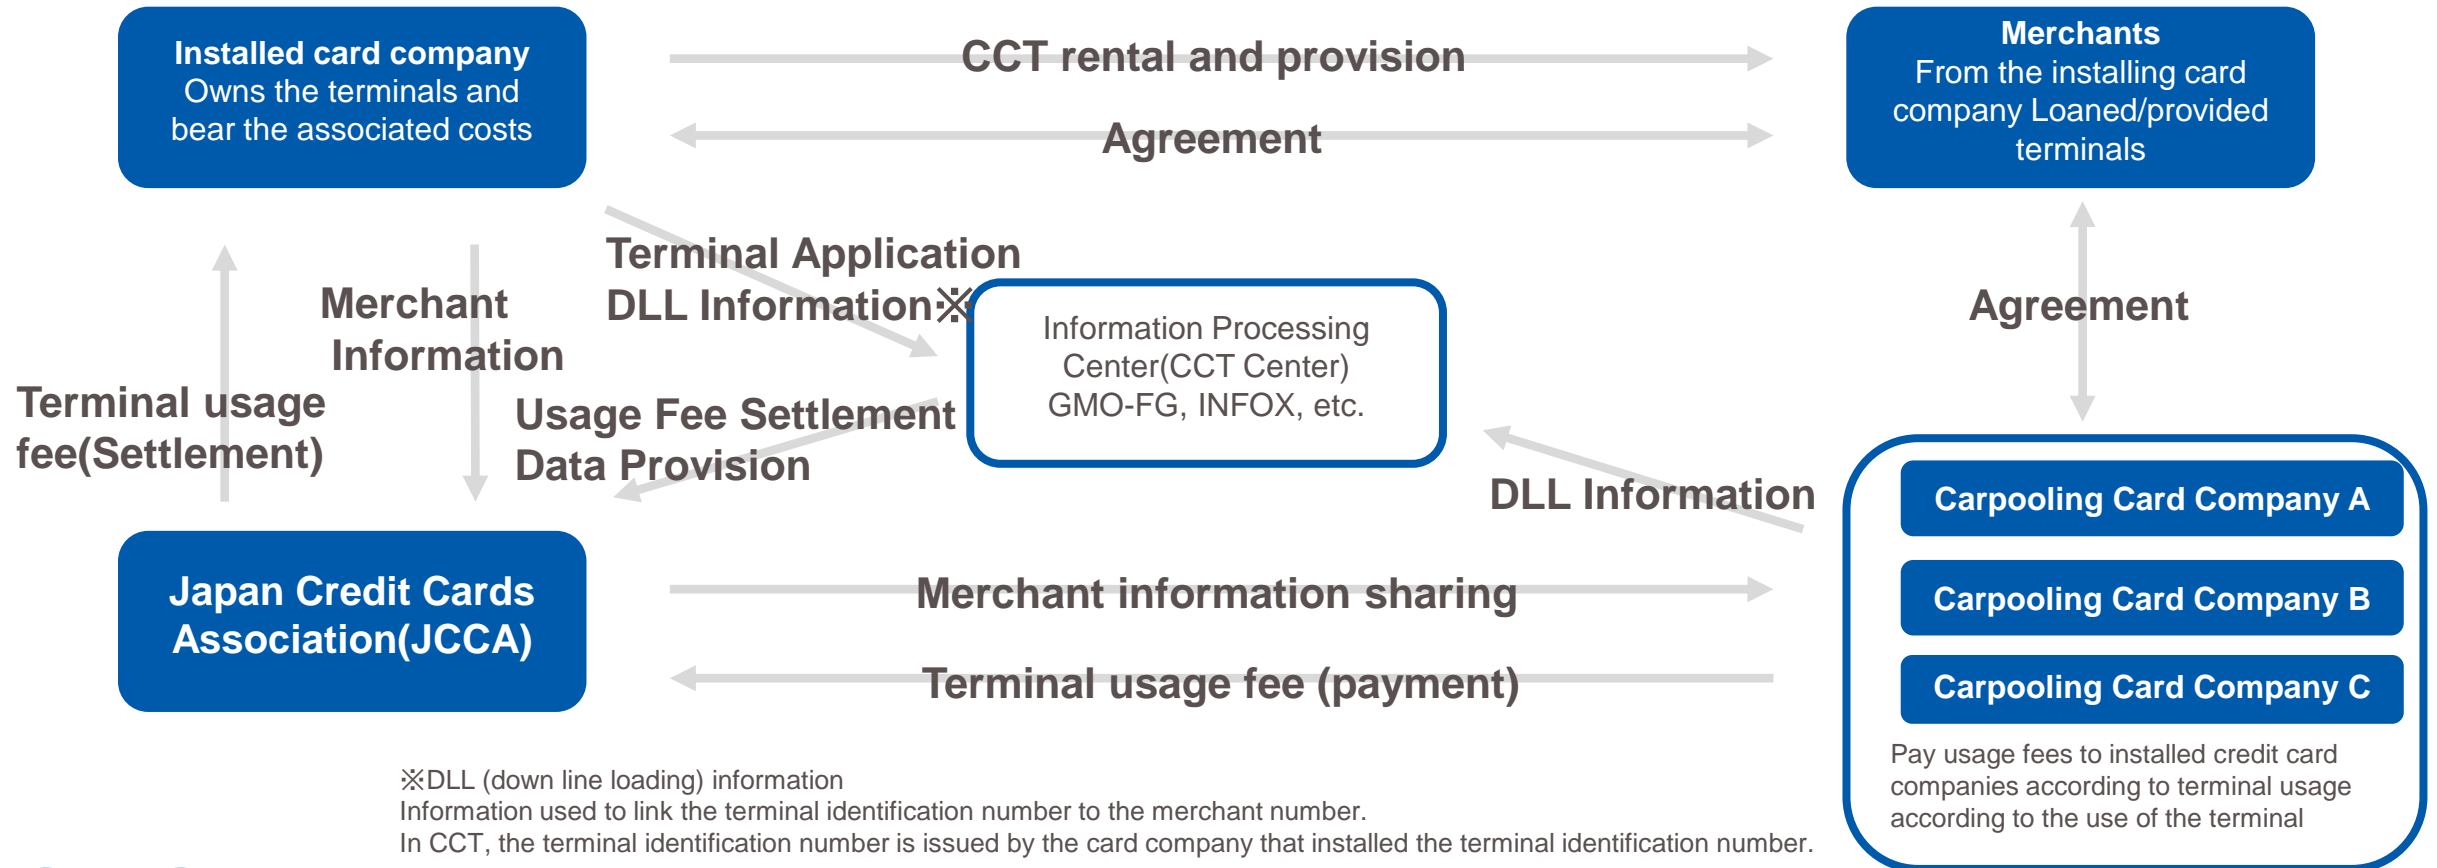 Installed card company
Owns the terminals and
bear the associated costs
CCT rental and provision
Agreement
Merchants
From the installing card
company Loaned/provided
terminals
Terminal Application
DLL Information※
Merchant
Information
Terminal usage
fee(Settlement)
Usage Fee Settlement
Data Provision
Information Processing
Center(CCT Center)
GMO-FG, INFOX, etc.
Agreement
DLL Information
Japan Credit Cards
Association(JCCA)
Merchant information sharing
Terminal usage fee (payment)
Carpooling Card Company A
Carpooling Card Company B
Carpooling Card Company C
Pay usage fees to installed credit card
companies according to terminal usage
according to the use of the terminal
※DLL (down line loading) information
Information used to link the terminal identification number to the merchant number.
In CCT, the terminal identification number is issued by the card company that installed the terminal identification number.